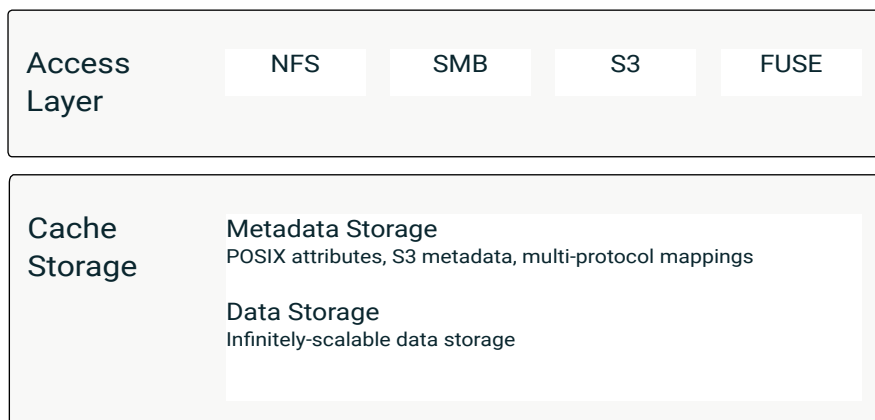 Access
Layer
NFS
SMB
S3
FUSE
Cache
Storage
Metadata Storage
POSIX attributes, S3 metadata, multi-protocol mappings
Data Storage
Infinitely-scalable data storage